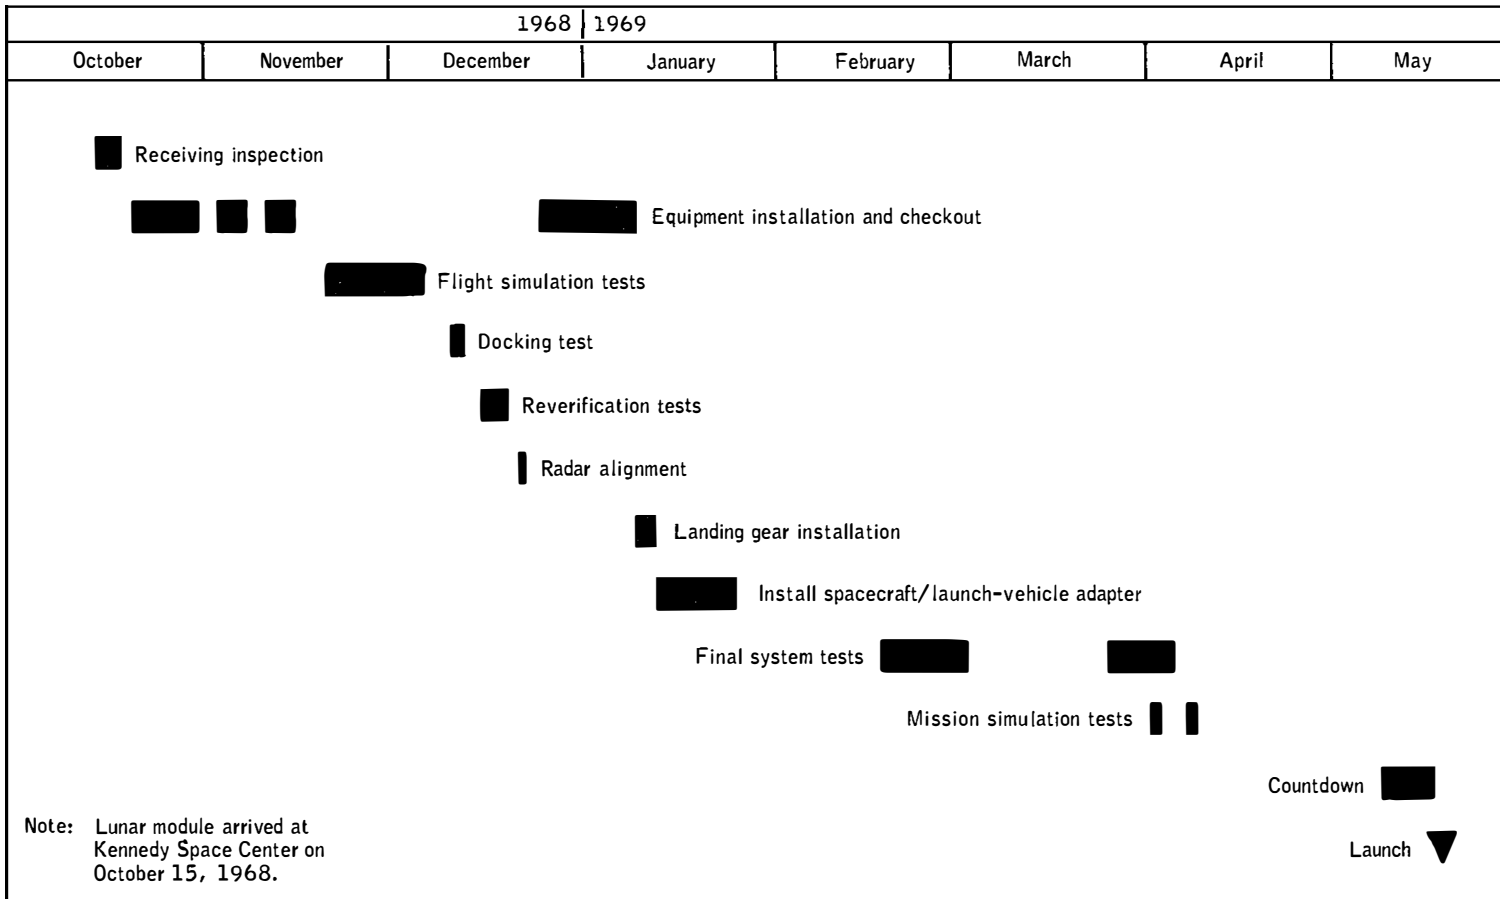 1968 1969
October November December January February March April May
Receiving inspection
Equipment installation and checkout
Flight simulation tests
Docking test
Reverification tests
Radar alignment
Landing gear installation
Install spacecraft/launch-vehicle adapter
Final system tests
Mission simulation tests
Countdown
Note: Lunar module arrived at
Kennedy Space Center on
October 15, 1968.
Launch